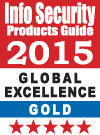 Info Security
Products Guide
2015
GLOBAL
EXCELLENCE
GOLD